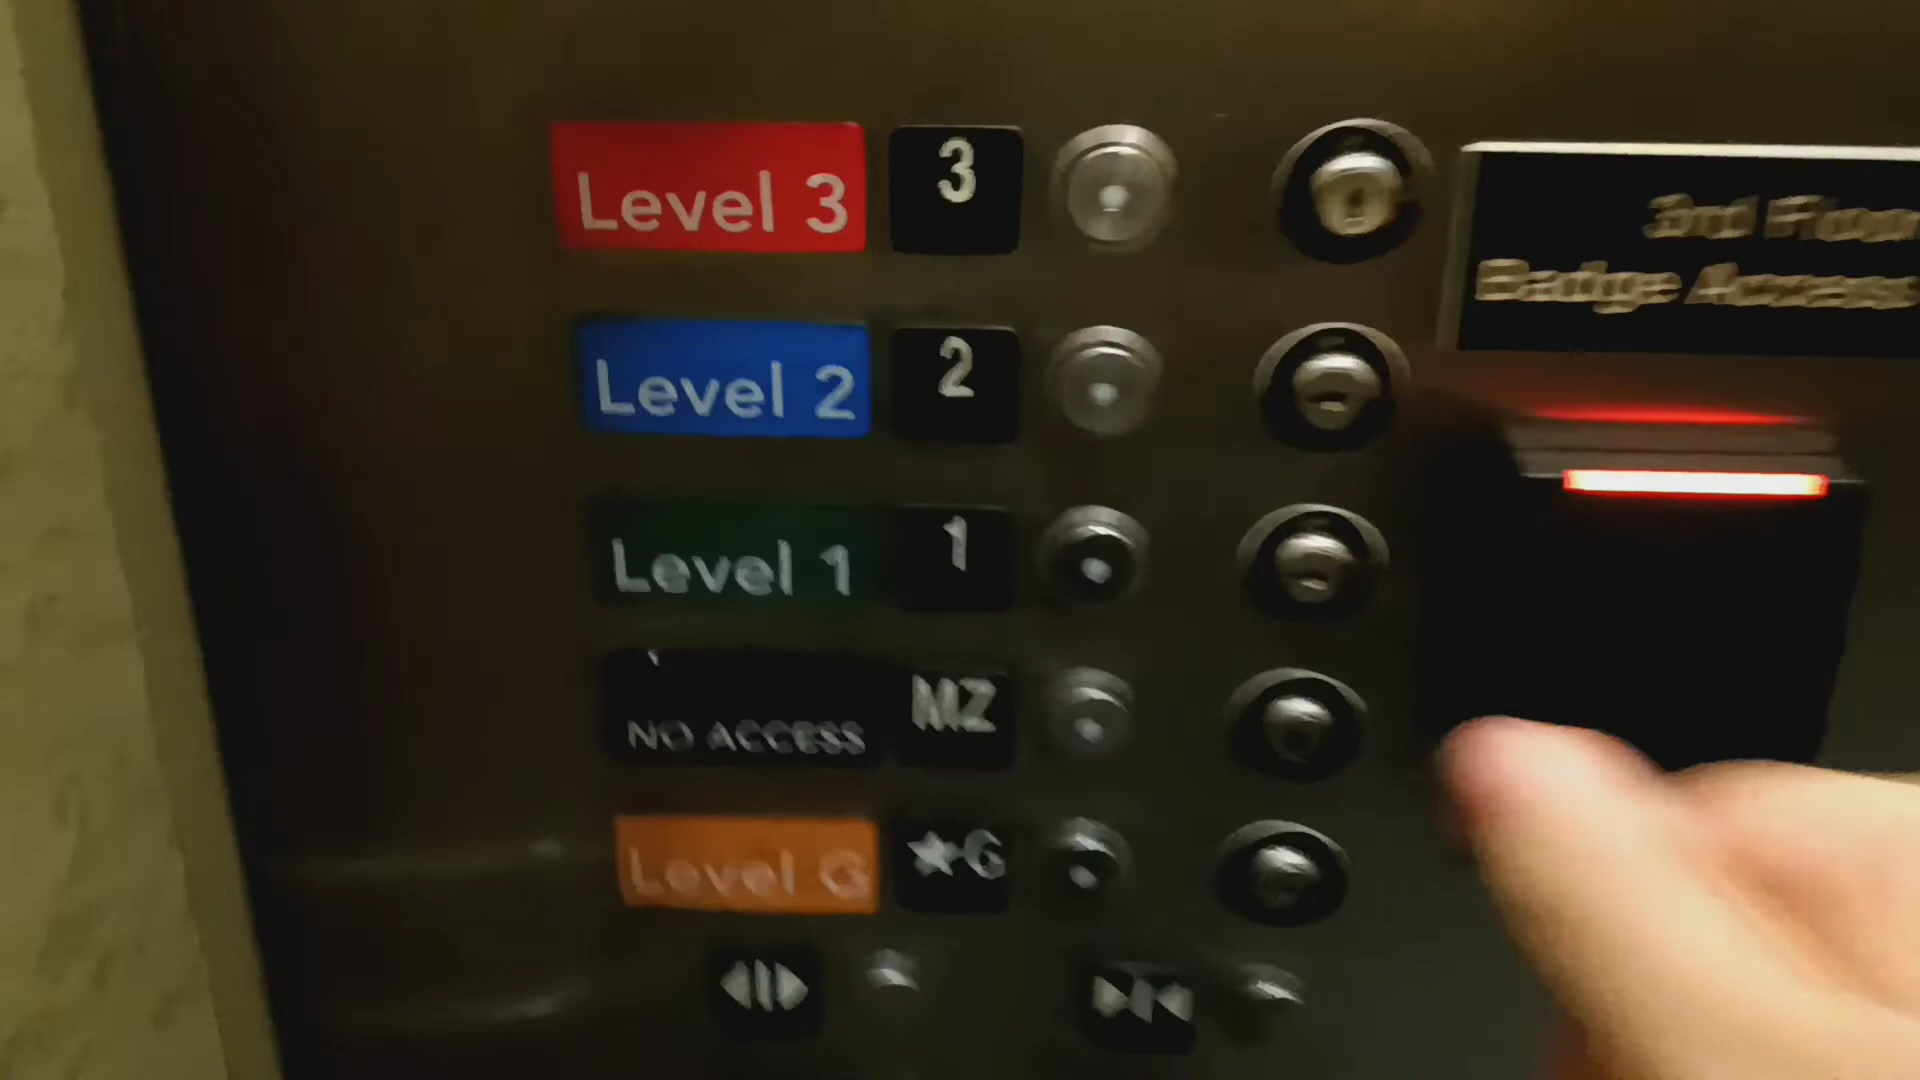 Level 3
3
3rd Floor
Badge Access
Level 2
2
Level 1
1
NO ACCESS
MZ
Level G
★G